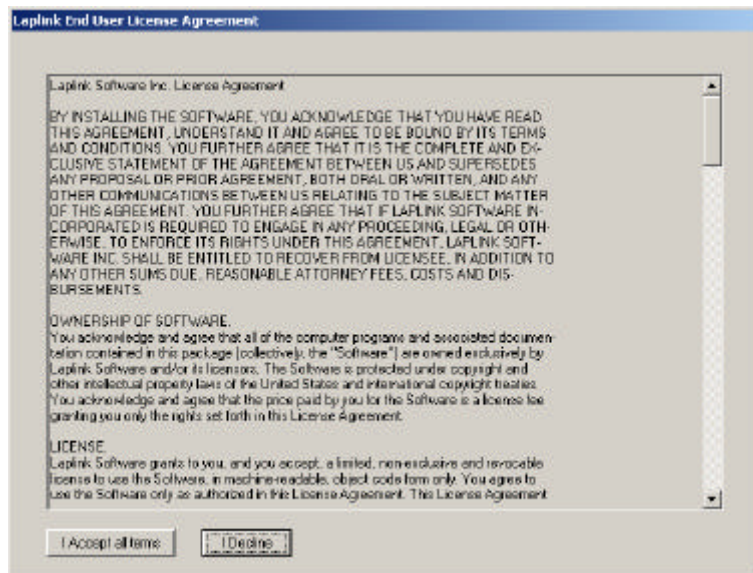 Laplink End User License Agreement
Laplink Software Inc. License Agreement
BY INSTALLING THE SOFTWARE, YOU ACKNOWLEDGE THAT YOU HAVE READ
THIS AGREEMENT, UNDERSTAND IT AND AGREE TO BE BOUND BY ITS TERMS
AND CONDITIONS. YOU FURTHER AGREE THAT IT IS THE COMPLETE AND EX-
CLUSIVE STATEMENT OF THE AGREEMENT BETWEEN US AND SUPERSEDES
ANY PROPOSAL OR PRIOR AGREEMENT, BOTH ORAL OR WRITTEN, AND ANY
OTHER COMMUNICATIONS BETWEEN US RELATING TO THE SUBJECT MATTER
OF THIS AGREEMENT. YOU FURTHER AGREE THAT IF LAPLINK SOFTWARE IN-
CORPORATED IS REQUIRED TO ENGAGE IN ANY PROCEEDING, LEGAL OR OTH-
ERWISE, TO ENFORCE ITS RIGHTS UNDER THIS AGREEMENT, LAPLINK SOFT-
WARE INC. SHALL BE ENTITLED TO RECOVER FROM LICENSEE, IN ADDITION TO
ANY OTHER SUMS DUE, REASONABLE ATTORNEY FEES, COSTS AND DIS-
BURSEMENTS.
OWNERSHIP OF SOFTWARE.
You acknowledge and agree that all of the computer programs and associated documen-
tation contained in this package (collectively, the "Software") are owned exclusively by
Laplink Software and/or its licensors. The Software is protected under copyright and
other intellectual property laws of the United States and international copyright treaties.
You acknowledge and agree that the price paid by you for the Software is a license fee
granting you only the rights set forth in this License Agreement.
LICENSE.
Laplink Software grants to you, and you accept, a limited, non-exclusive and revocable
license to use the Software, in machine-readable, object code form only. You agree to
use the Software only as authorized in this License Agreement. This License Agreement
I Accept all terms
I Decline